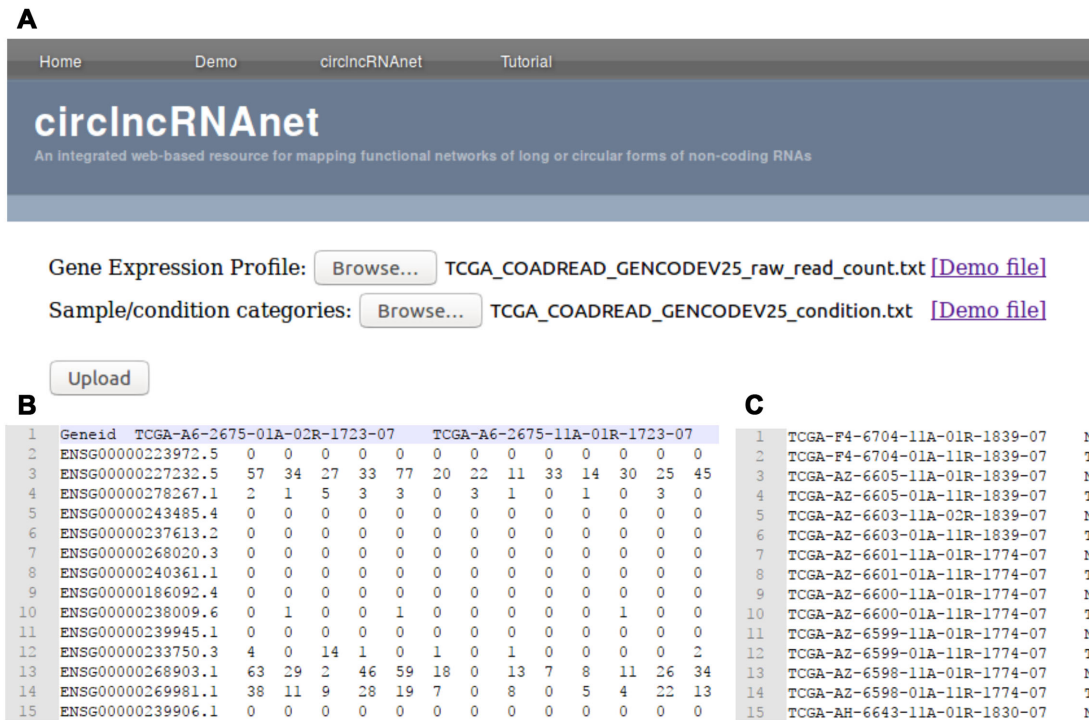 A
Home Demo circlncRNAnet Tutorial
circlncRNAnet
An integrated web-based resource for mapping functional networks of long or circular forms of non-coding RNAs
Gene Expression Profile: Browse... TCGA_COADREAD_GENCODEV25_raw_read_count.txt [Demo file]
Sample/condition categories: Browse... TCGA_COADREAD_GENCODEV25_condition.txt [Demo file]
Upload
B
1 Geneid TCGA-A6-2675-01A-02R-1723-07 TCGA-A6-2675-11A-01R-1723-07
2 ENSG00000223972.5 0 0 0 0 0 0 0 0 0 0 0 0 0
3 ENSG00000227232.5 57 34 27 33 77 20 22 11 33 14 30 25 45
4 ENSG00000278267.1 2 1 5 3 3 0 3 1 0 1 0 3 0
5 ENSG00000243485.4 0 0 0 0 0 0 0 0 0 0 0 0 0
6 ENSG00000237613.2 0 0 0 0 0 0 0 0 0 0 0 0 0
7 ENSG00000268020.3 0 0 0 0 0 0 0 0 0 0 0 0 0
8 ENSG00000240361.1 0 0 0 0 0 0 0 0 0 0 0 0 0
9 ENSG00000186092.4 0 0 0 0 0 0 0 0 0 0 0 0 0
10 ENSG00000238009.6 0 1 0 0 1 0 0 0 0 0 1 0 0
11 ENSG00000239945.1 0 0 0 0 0 0 0 0 0 0 0 0 0
12 ENSG00000233750.3 4 0 14 1 0 1 0 1 0 0 0 0 2
13 ENSG00000268903.1 63 29 2 46 59 18 0 13 7 8 11 26 34
14 ENSG00000269981.1 38 11 9 28 19 7 0 8 0 5 4 22 13
15 ENSG00000239906.1 0 0 0 0 0 0 0 0 0 0 0 0 0
C
1 TCGA-F4-6704-11A-01R-1839-07
2 TCGA-F4-6704-01A-11R-1839-07
3 TCGA-AZ-6605-11A-01R-1839-07
4 TCGA-AZ-6605-01A-11R-1839-07
5 TCGA-AZ-6603-11A-02R-1839-07
6 TCGA-AZ-6603-01A-11R-1839-07
7 TCGA-AZ-6601-11A-01R-1774-07
8 TCGA-AZ-6601-01A-11R-1774-07
9 TCGA-AZ-6600-11A-01R-1774-07
10 TCGA-AZ-6600-01A-11R-1774-07
11 TCGA-AZ-6599-11A-01R-1774-07
12 TCGA-AZ-6599-01A-11R-1774-07
13 TCGA-AZ-6598-11A-01R-1774-07
14 TCGA-AZ-6598-01A-11R-1774-07
15 TCGA-AH-6643-11A-01R-1830-07